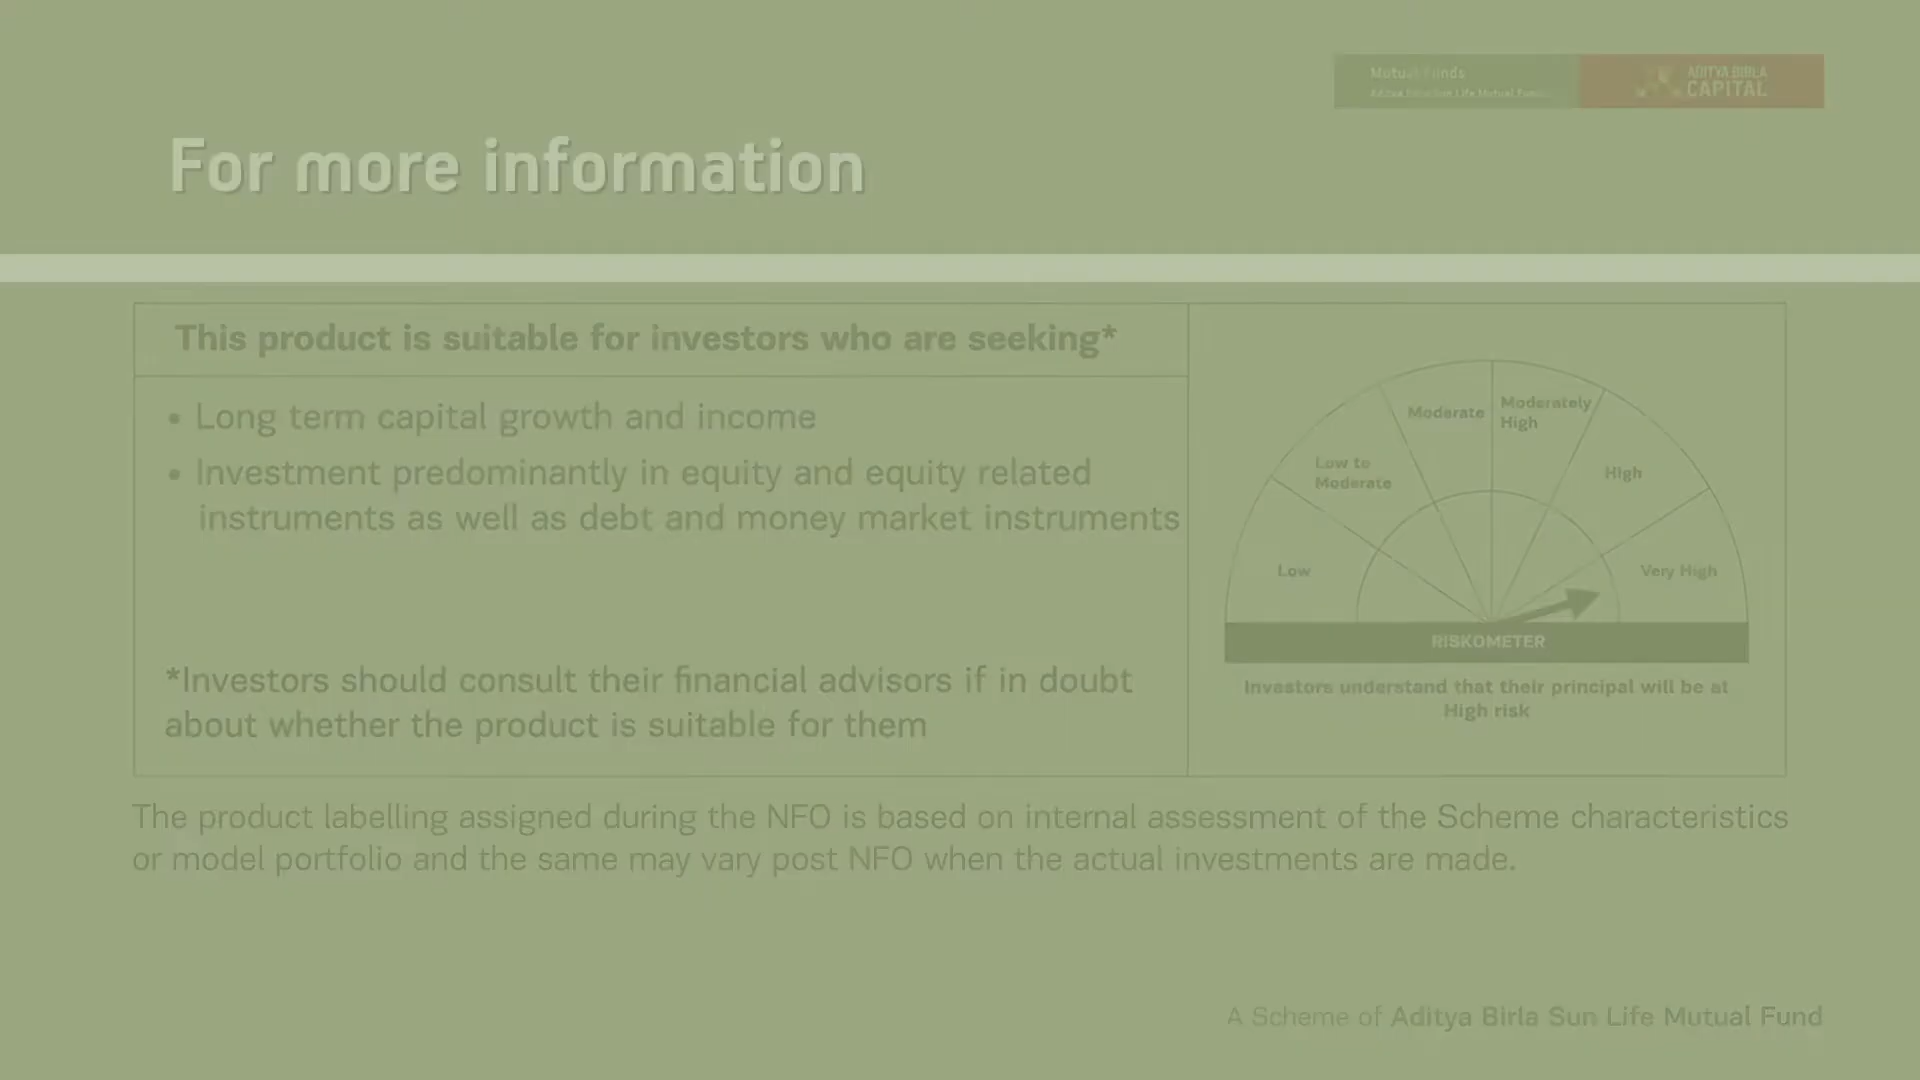 Mutual Funds
Aditya Birla Sun Life Mutual Fund
ADITYA BIRLA
CAPITAL
For more information
This product is suitable for investors who are seeking*
• Long term capital growth and income
• Investment predominantly in equity and equity related
instruments as well as debt and money market instruments
*Investors should consult their financial advisors if in doubt
about whether the product is suitable for them
Low
Low to
Moderate
Moderate
Moderately
High
High
Very High
RISKOMETER
Investors understand that their principal will be at
High risk
The product labelling assigned during the NFO is based on internal assessment of the Scheme characteristics
or model portfolio and the same may vary post NFO when the actual investments are made.
A Scheme of Aditya Birla Sun Life Mutual Fund